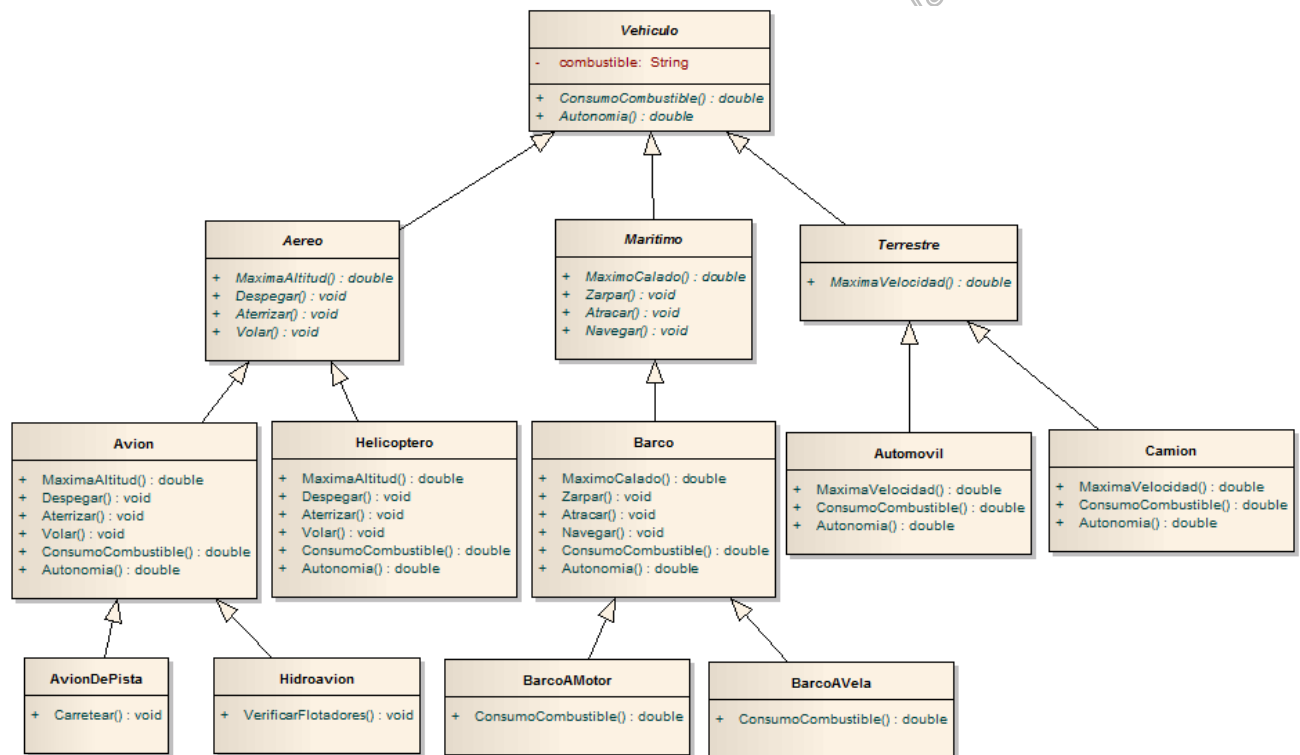 Vehiculo
- combustible: String
+ ConsumoCombustible() : double
+ Autonomia() : double
Aereo
+ MaximaAltitud() : double
+ Despegar() : void
+ Aterrizar() : void
+ Volar() : void
Maritimo
+ MaximoCalado() : double
+ Zarpar() : void
+ Atracar() : void
+ Navegar() : void
Terrestre
+ MaximaVelocidad() : double
Avion
+ MaximaAltitud() : double
+ Despegar() : void
+ Aterrizar() : void
+ Volar() : void
+ ConsumoCombustible() : double
+ Autonomia() : double
Helicoptero
+ MaximaAltitud() : double
+ Despegar() : void
+ Aterrizar() : void
+ Volar() : void
+ ConsumoCombustible() : double
+ Autonomia() : double
Barco
+ MaximoCalado() : double
+ Zarpar() : void
+ Atracar() : void
+ Navegar() : void
+ ConsumoCombustible() : double
+ Autonomia() : double
Automovil
+ MaximaVelocidad() : double
+ ConsumoCombustible() : double
+ Autonomia() : double
Camion
+ MaximaVelocidad() : double
+ ConsumoCombustible() : double
+ Autonomia() : double
AvionDePista
+ Carretear() : void
Hidroavion
+ VerificarFlotadores() : void
BarcoAMotor
+ ConsumoCombustible() : double
BarcoAVela
+ ConsumoCombustible() : double